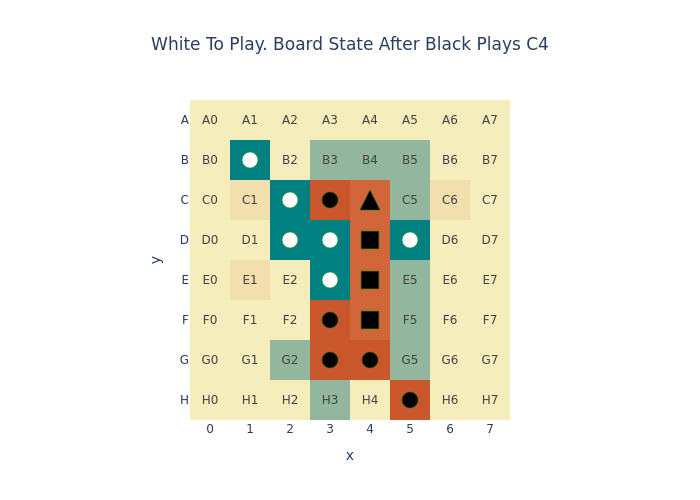 White To Play. Board State After Black Plays C4
A A0 A1 A2 A3 A4 A5 A6 A7
B B0 B2 B3 B4 B5 B6 B7
C C0 C1 C5 C6 C7
D D0 D1 D6 D7
E E0 E1 E2 E5 E6 E7
F F0 F1 F2 F5 F6 F7
G G0 G1 G2 G5 G6 G7
H H0 H1 H2 H3 H4 H6 H7
0 1 2 3 4 5 6 7
x
y